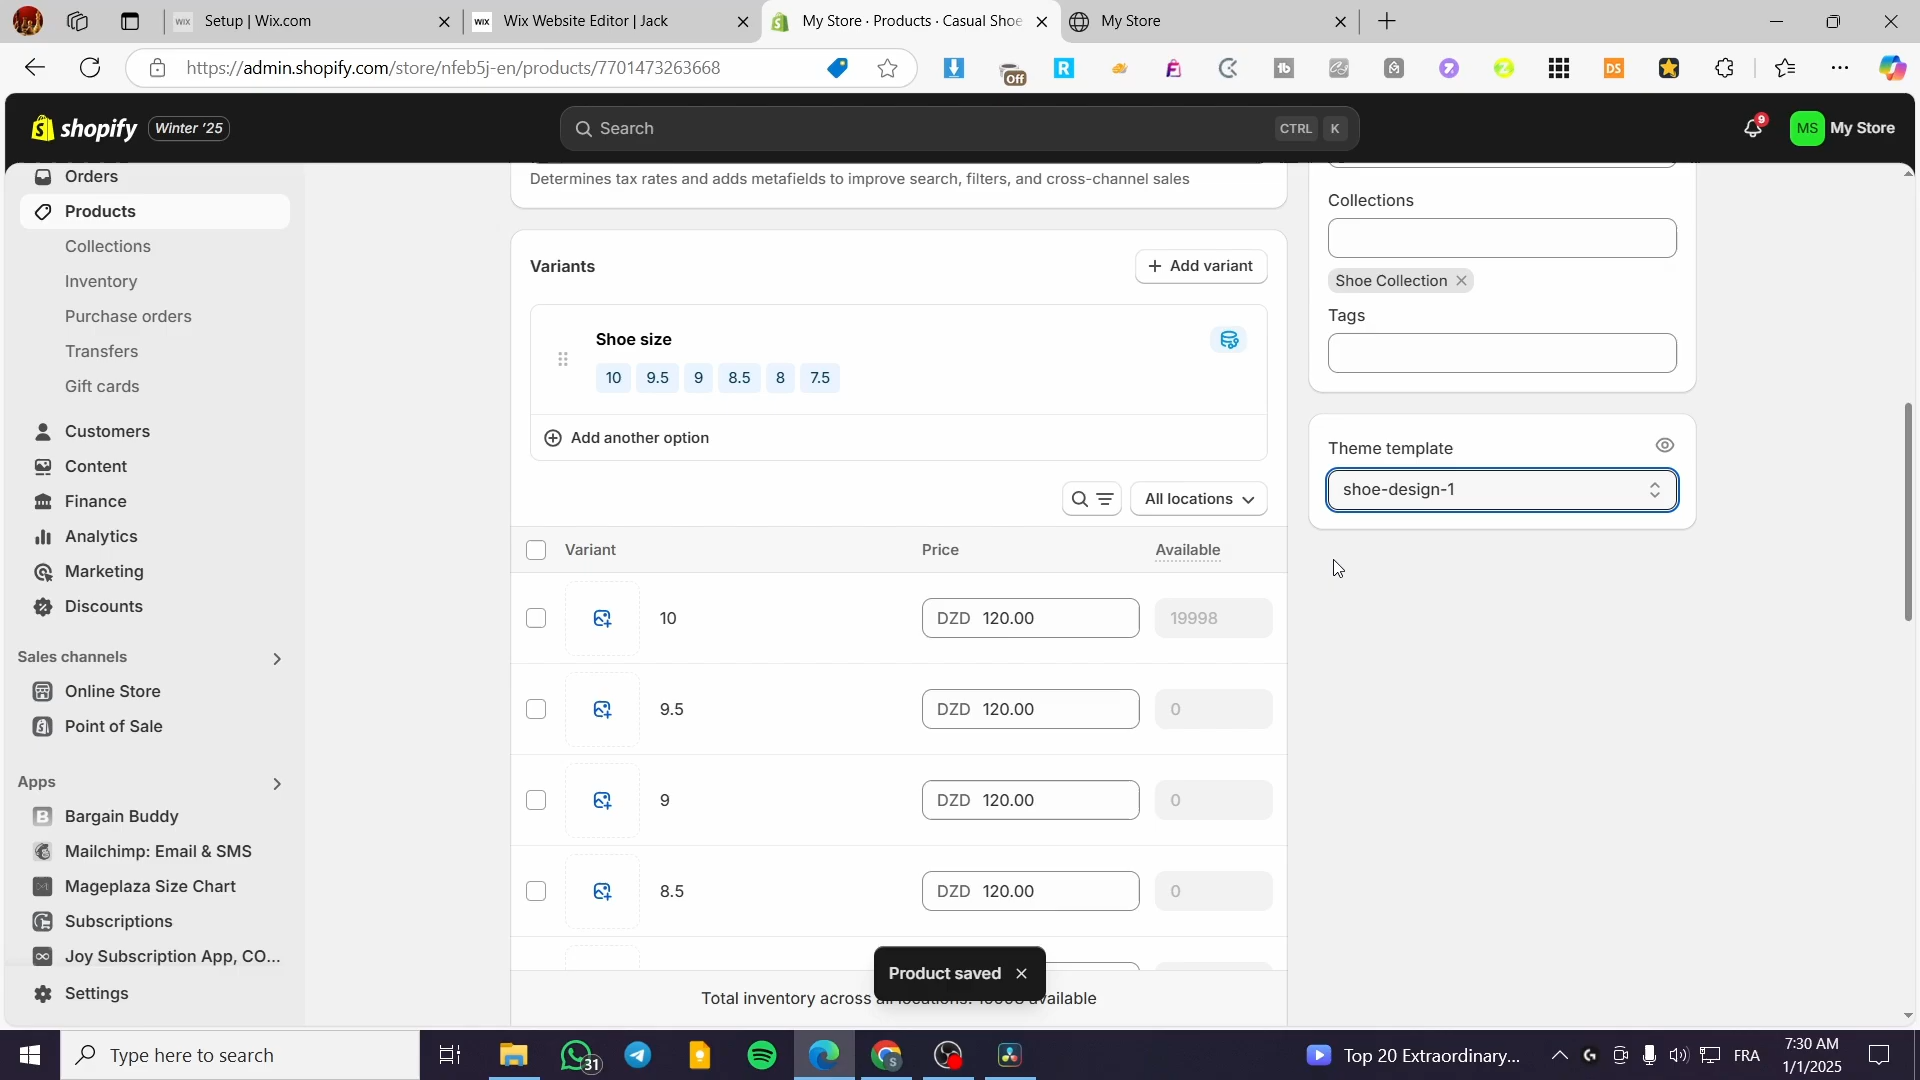 Setup | Wix.com
Wix Website Editor | Jack
My Store · Products · Casual Shoe
My Store
https://admin.shopify.com/store/nfeb5j-en/products/7701473263668
Off
shopify
Winter '25
Search
CTRL K
9
MS My Store
Orders
Products
Collections
Inventory
Purchase orders
Transfers
Gift cards
Customers
Content
Finance
Analytics
Marketing
Discounts
Sales channels
Online Store
Point of Sale
Apps
Bargain Buddy
Mailchimp: Email & SMS
Mageplaza Size Chart
Subscriptions
Joy Subscription App, CO...
Settings
Determines tax rates and adds metafields to improve search, filters, and cross-channel sales
Variants
Add variant
Shoe size
10 9.5 9 8.5 8 7.5
Add another option
All locations
Variant Price Available
10 DZD 120.00 19998
9.5 DZD 120.00 0
9 DZD 120.00 0
8.5 DZD 120.00 0
Product saved
Total inventory across all locations: available
Collections
Shoe Collection
Tags
Theme template
shoe-design-1
Type here to search
31
Top 20 Extraordinary...
FRA
7:30 AM
1/1/2025